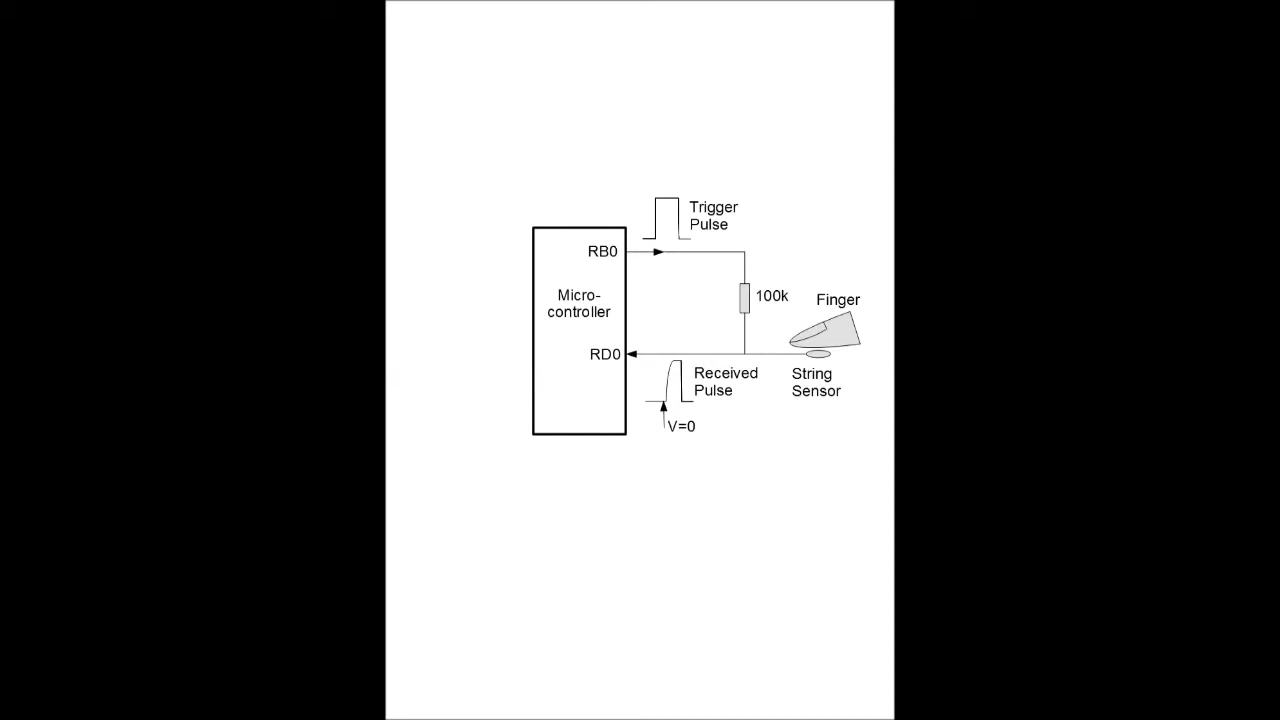 Trigger
Pulse
RB0
Micro-
controller
100k
Finger
RD0
Received
Pulse
String
Sensor
V=0